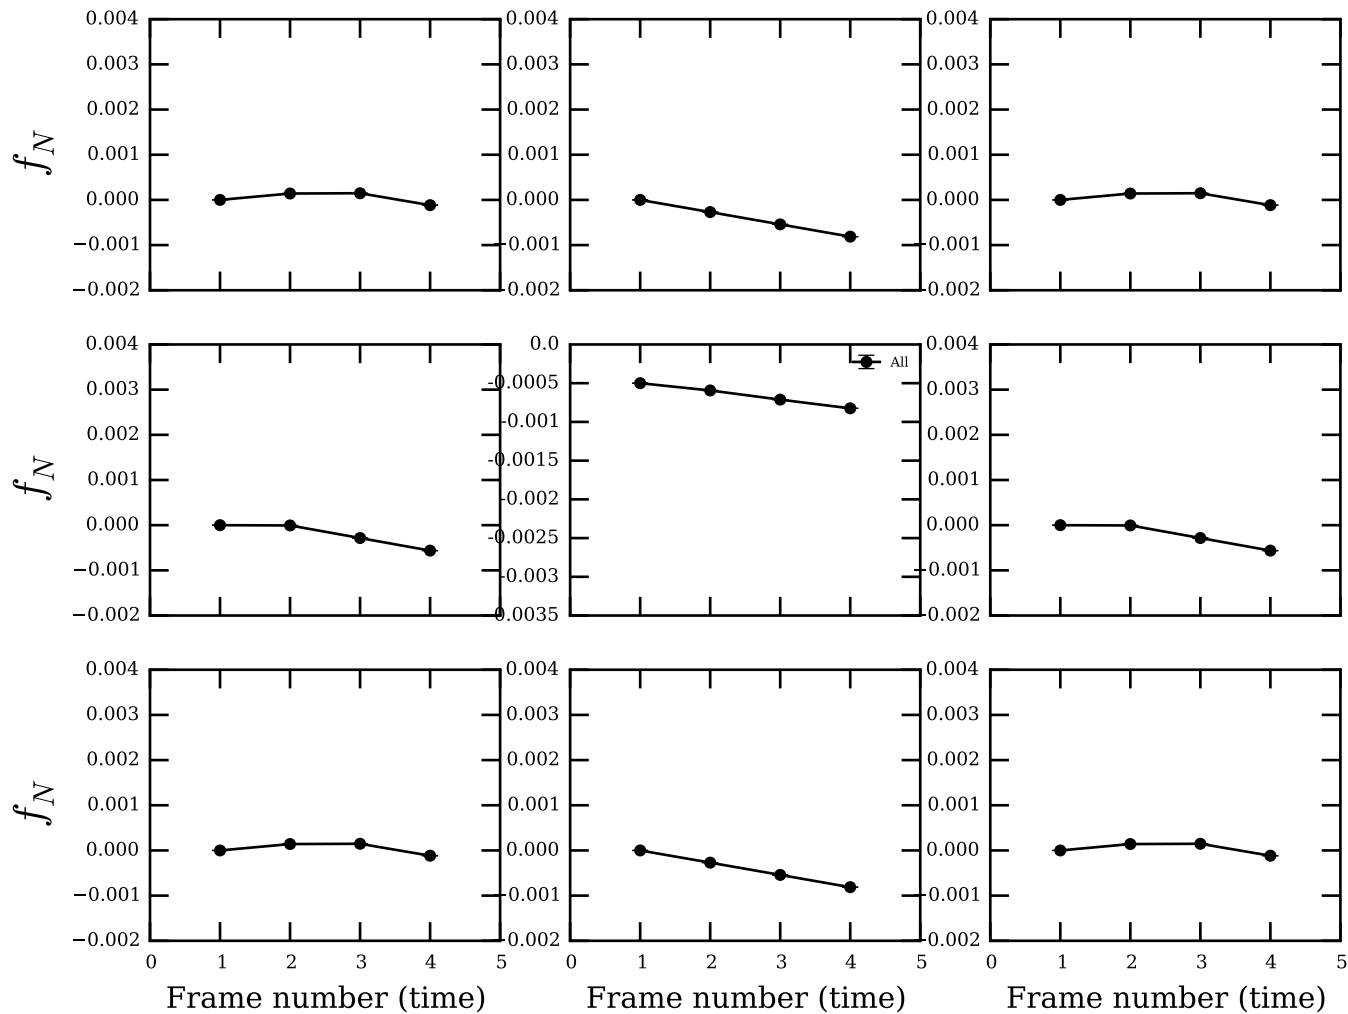 0.004 0.004 0.004
0.003 0.003 0.003
0.002 0.002 0.002
0.001 0.001 0.001
f_N
0.000 0.000 0.000
−0.001 −0.001 −0.001
−0.002 −0.002 −0.002
0.004 0.0 0.004
All
0.003 -0.0005 0.003
0.002 -0.001 0.002
-0.0015
0.001 -0.002 0.001
f_N
0.000 -0.0025 0.000
−0.001 -0.003 −0.001
−0.002 0.0035 −0.002
0.004 0.004 0.004
0.003 0.003 0.003
0.002 0.002 0.002
0.001 0.001 0.001
f_N
0.000 0.000 0.000
−0.001 −0.001 −0.001
−0.002 −0.002 −0.002
0 1 2 3 4 5 0 1 2 3 4 5 0 1 2 3 4 5
Frame number (time) Frame number (time) Frame number (time)